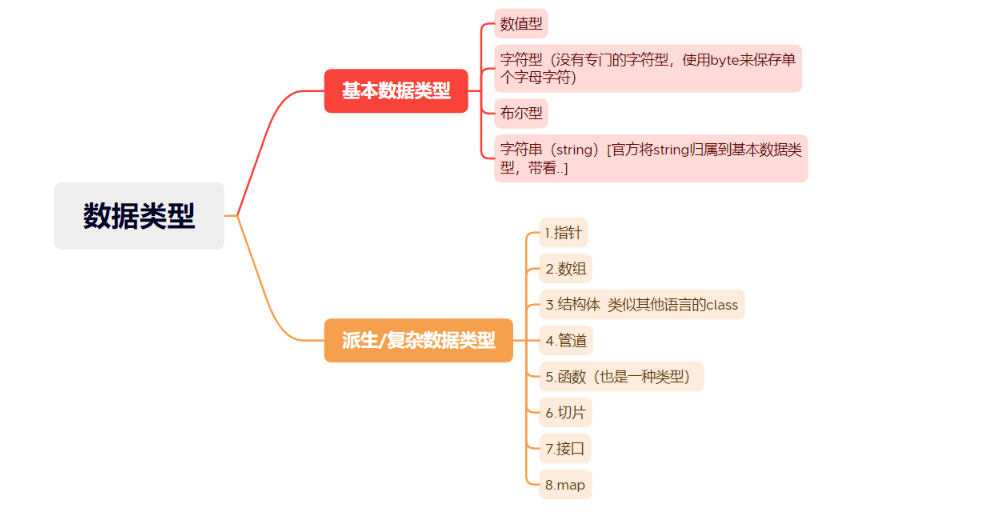 数据类型
基本数据类型
数值型
字符型（没有专门的字符型，使用byte来保存单
个字母字符）
布尔型
字符串（string）[官方将string归属到基本数据类
型，带看..]
派生/复杂数据类型
1.指针
2.数组
3.结构体 类似其他语言的class
4.管道
5.函数（也是一种类型）
6.切片
7.接口
8.map